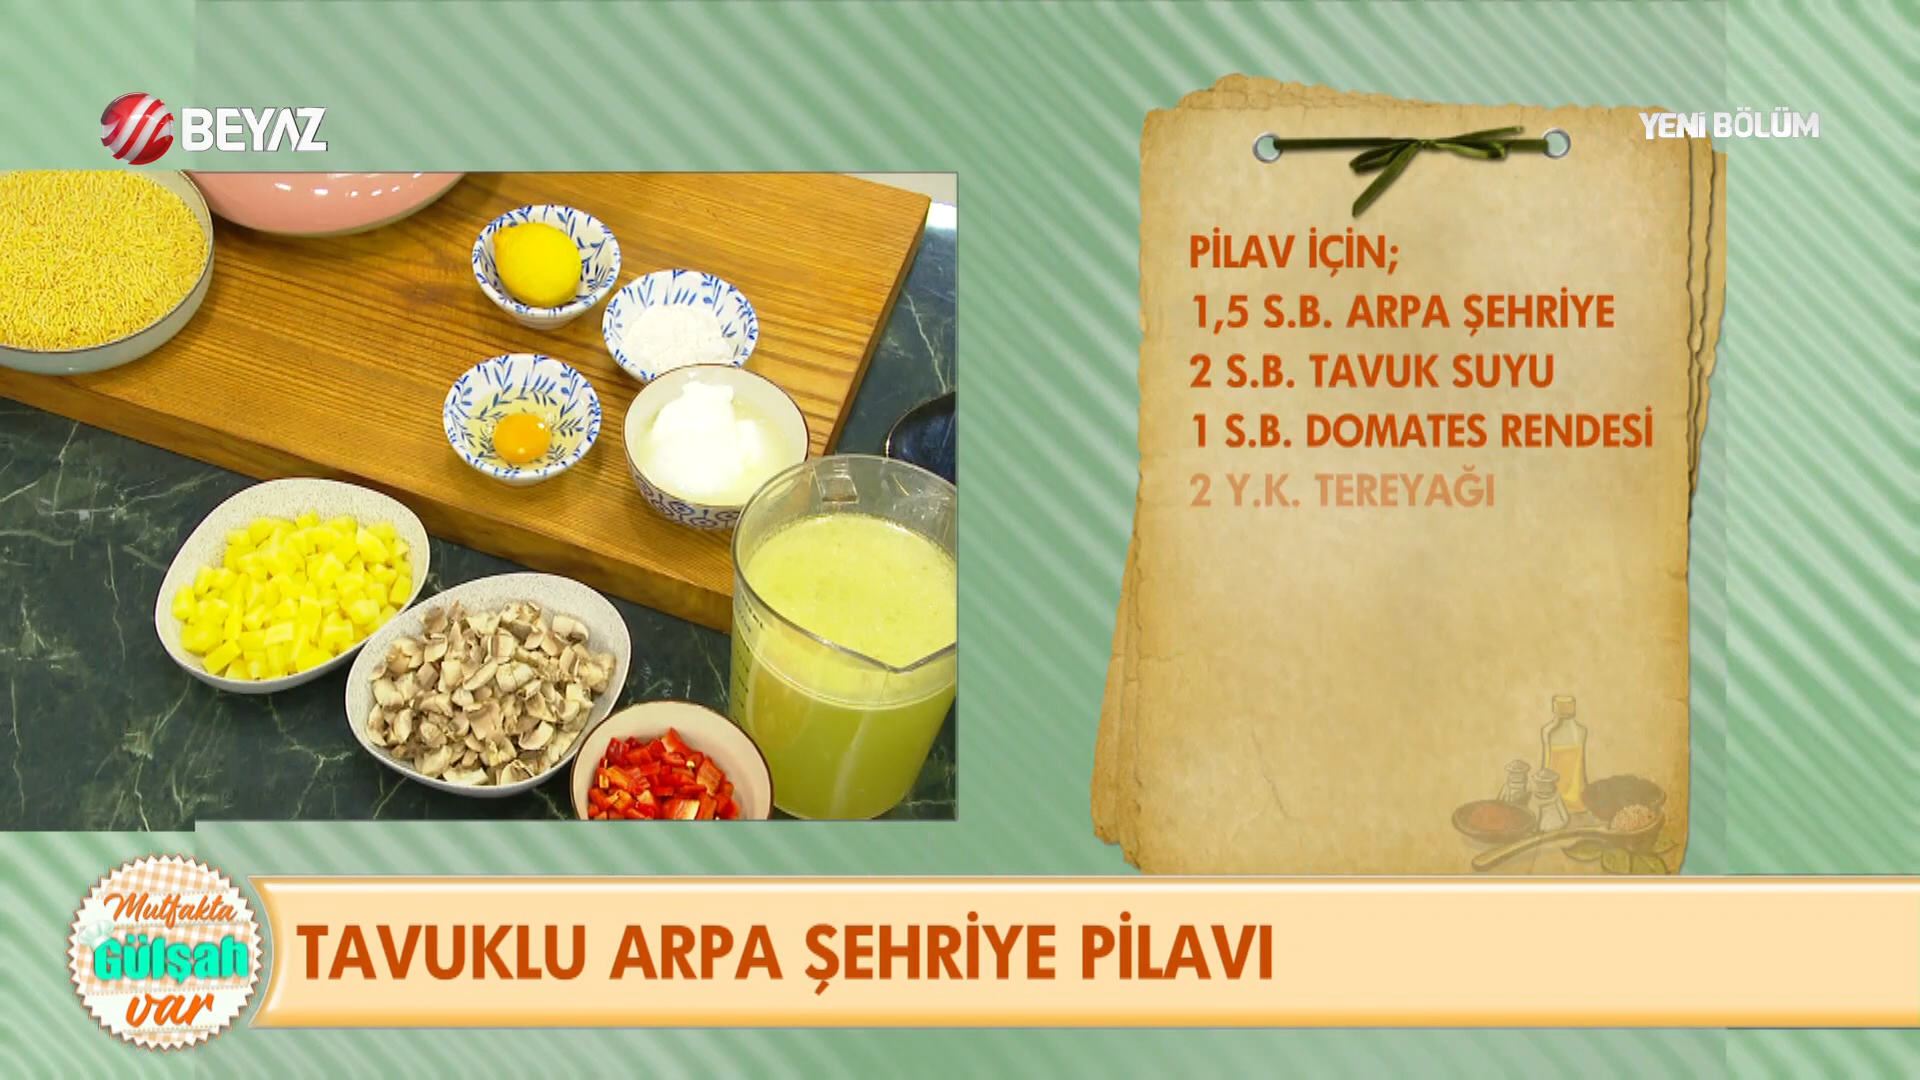 BEYAZ
YENİ BÖLÜM
PİLAV İÇİN;
1,5 S.B. ARPA ŞEHRİYE
2 S.B. TAVUK SUYU
1 S.B. DOMATES RENDESİ
2 Y.K. TEREYAĞI
Mutfakta
Gülşah
var
TAVUKLU ARPA ŞEHRİYE PİLAVI